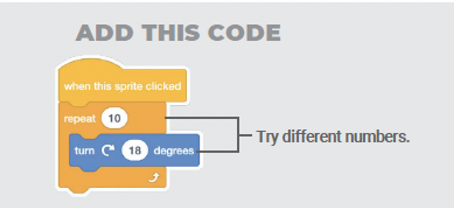 ADD THIS CODE
when this sprite clicked
repeat 10
Try different numbers.
turn 18 degrees